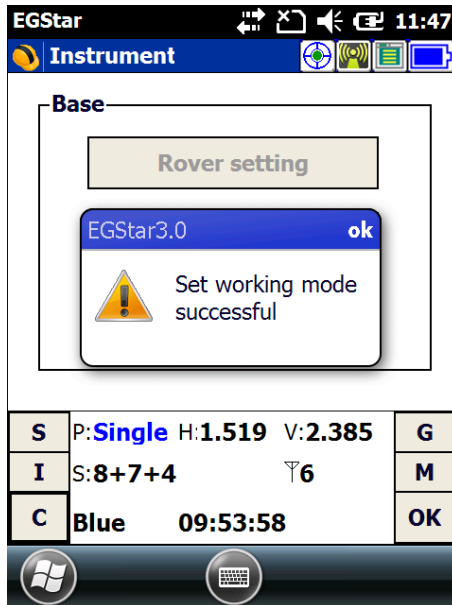 EGStar 11:47
Instrument
Base
Rover setting
EGStar3.0 ok
Set working mode
successful
S P:Single H:1.519 V:2.385 G
I S:8+7+4 6 M
C Blue 09:53:58 OK